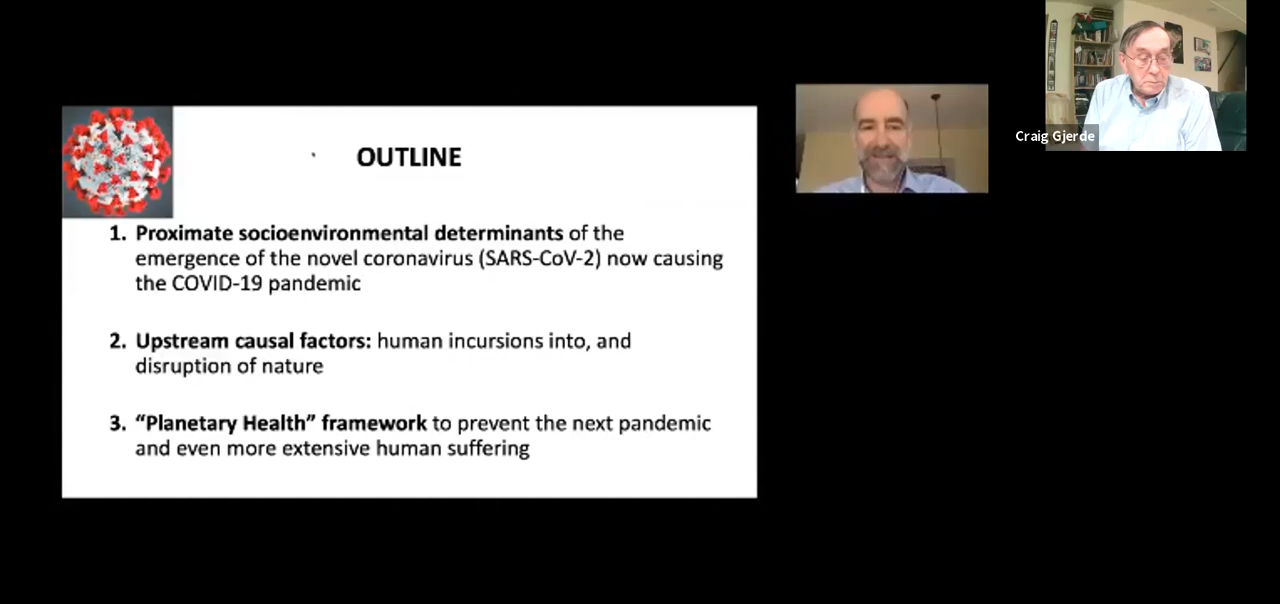 OUTLINE
1. Proximate socioenvironmental determinants of the
emergence of the novel coronavirus (SARS-CoV-2) now causing
the COVID-19 pandemic
2. Upstream causal factors: human incursions into, and
disruption of nature
3. “Planetary Health” framework to prevent the next pandemic
and even more extensive human suffering
Craig Gjerde